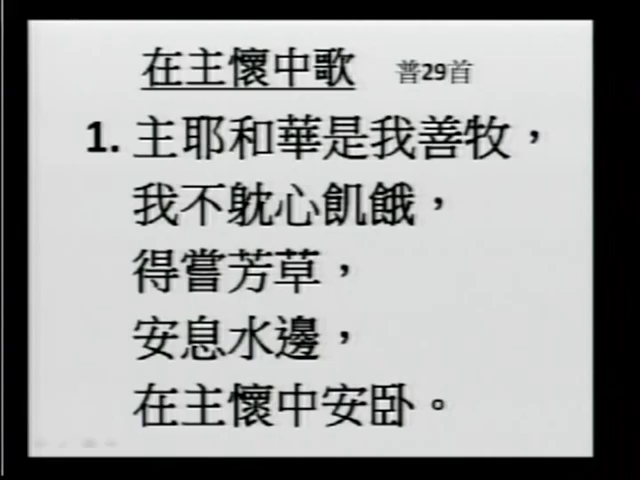 在主懷中歌 普29首
1. 主耶和華是我善牧，
我不躭心飢餓，
得嘗芳草，
安息水邊，
在主懷中安卧。